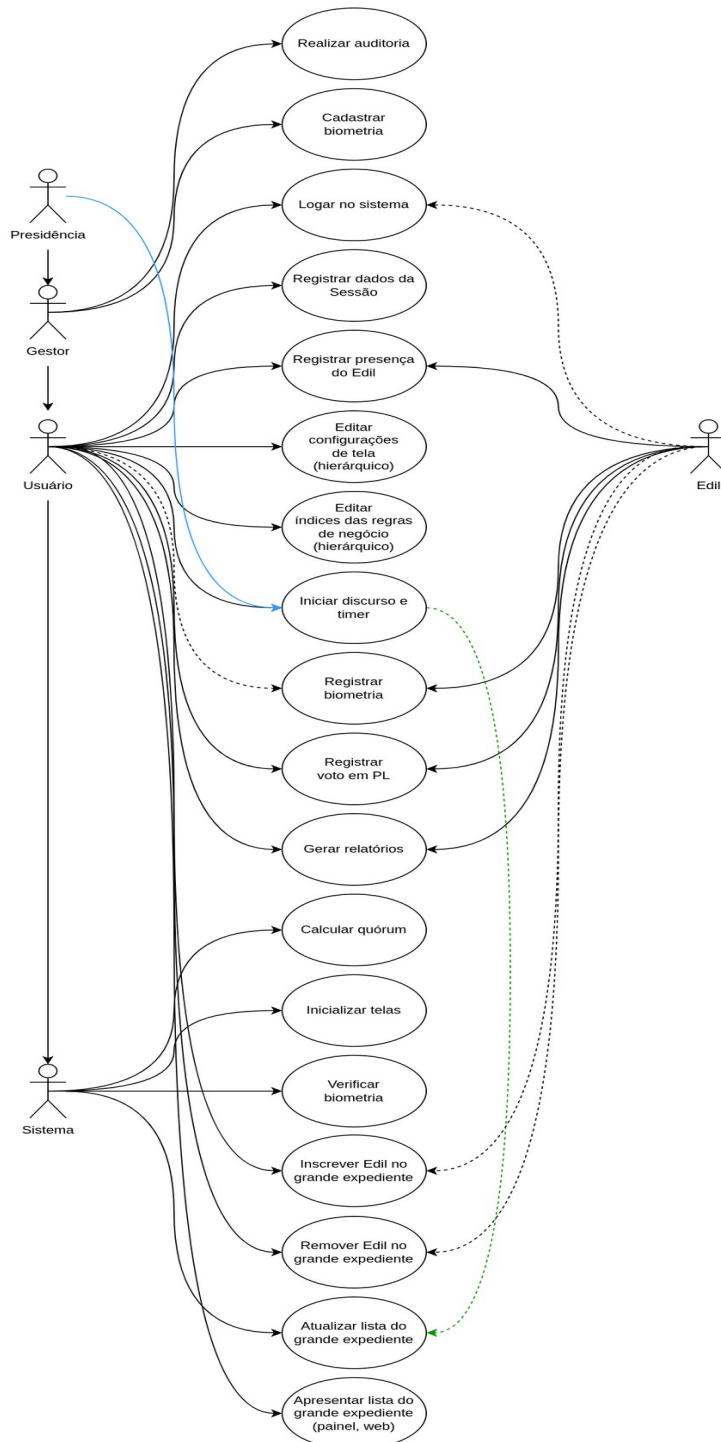 Realizar auditoria
Cadastrar
biometria
Presidência
Logar no sistema
Registrar dados da
Sessão
Gestor
Registrar presença
do Edil
Editar
configurações
de tela
(hierárquico)
Usuário
Edil
Editar
índices das regras
de negócio
(hierárquico)
Iniciar discurso e
timer
Registrar
biometria
Registrar
voto em PL
Gerar relatórios
Calcular quórum
Inicializar telas
Verificar
biometria
Sistema
Inscrever Edil no
grande expediente
Remover Edil no
grande expediente
Atualizar lista do
grande expediente
Apresentar lista do
grande expediente
(painel, web)